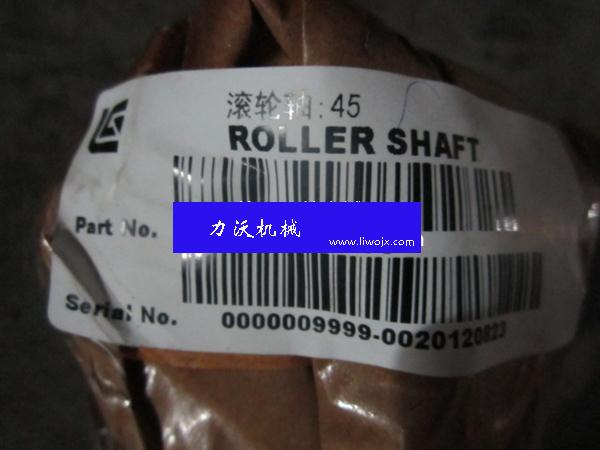 滚轮轴:45
ROLLER SHAFT
Part No.
力沃机械
www.liwojx.com
Serial No.
0000009999-0020120823